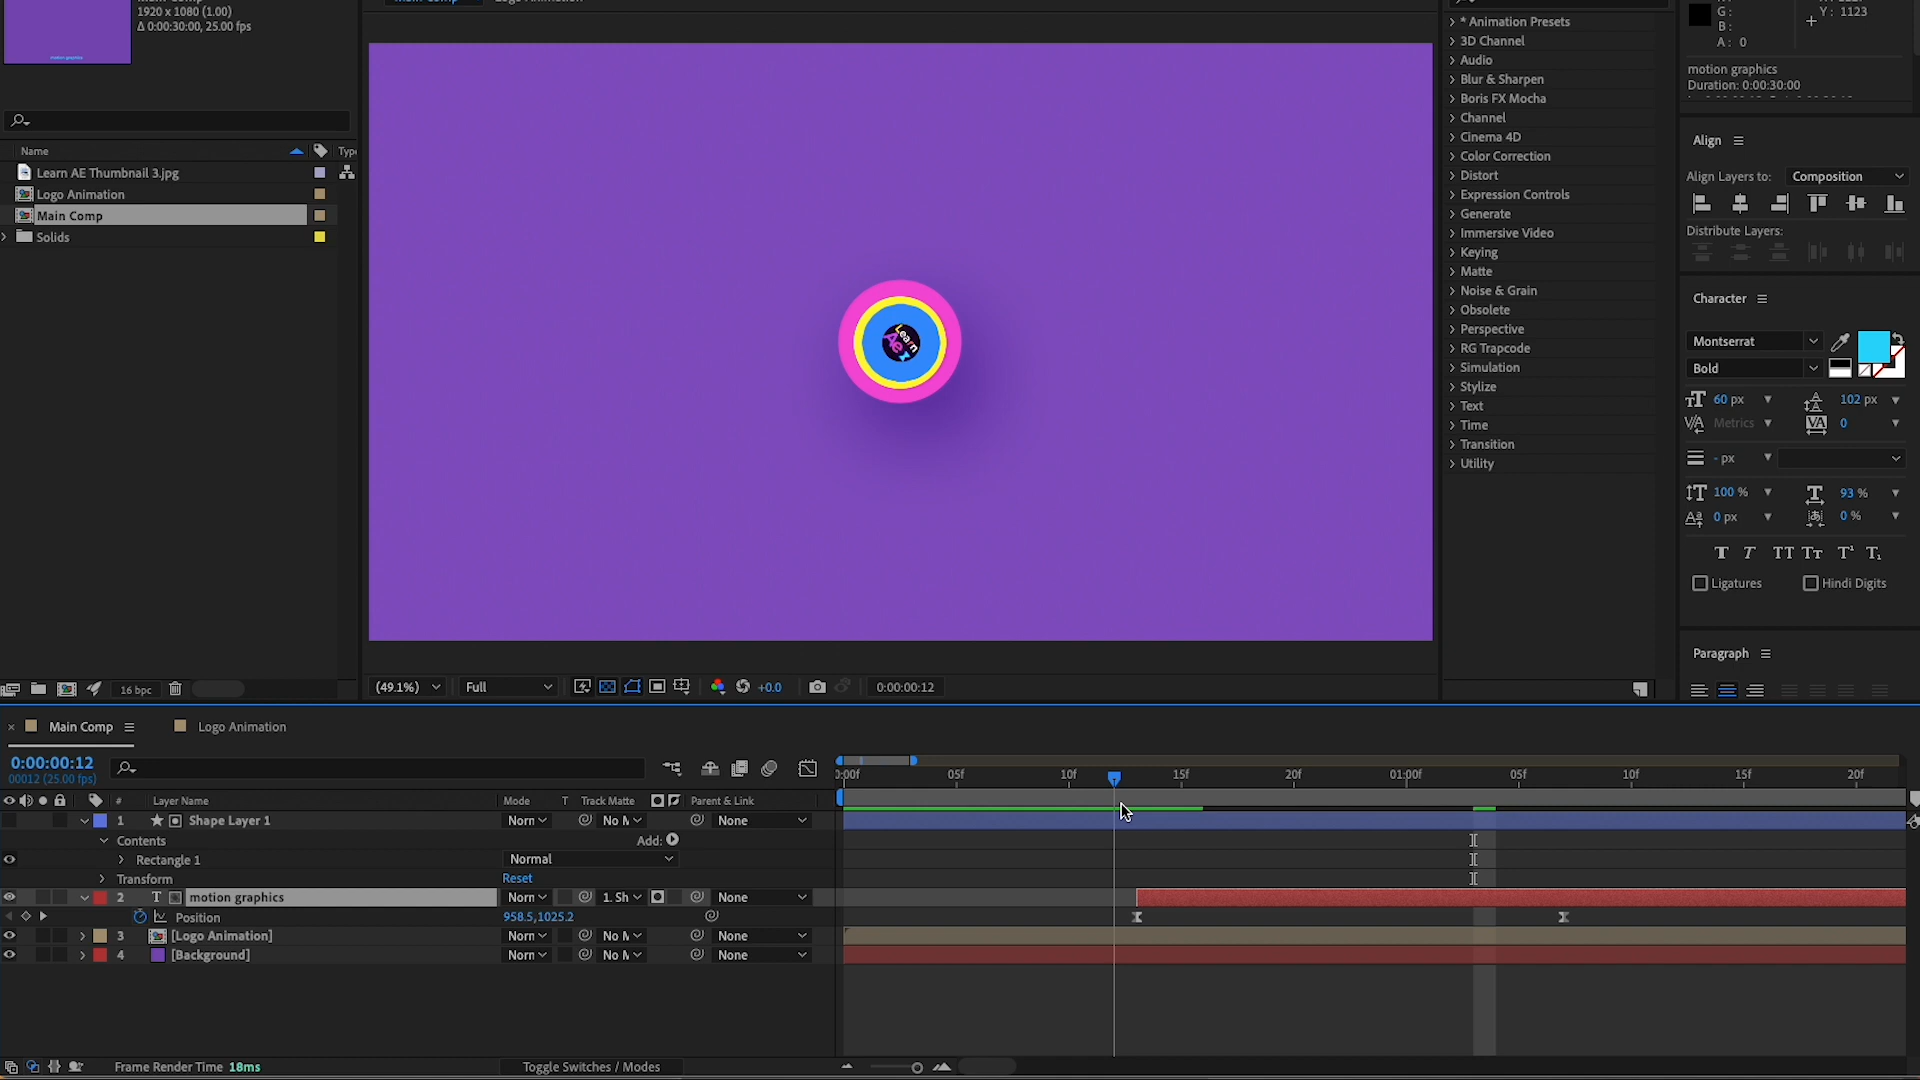 1920 x 1080 (1.00)
Δ 0:00:30:00, 25.00 fps
motion graphics
Name
Type
Learn AE Thumbnail 3.jpg
Logo Animation
Main Comp
Solids
16 bpc
Learn
Ae
(49.1%)
Full
+0.0
0:00:00:12
* Animation Presets
3D Channel
Audio
Blur & Sharpen
Boris FX Mocha
Channel
Cinema 4D
Color Correction
Distort
Expression Controls
Generate
Immersive Video
Keying
Matte
Noise & Grain
Obsolete
Perspective
RG Trapcode
Simulation
Stylize
Text
Time
Transition
Utility
G:
B:
A: 0
Y: 1123
motion graphics
Duration: 0:00:30:00
Align
Align Layers to:
Composition
Distribute Layers:
Character
Montserrat
Bold
60 px
102 px
Metrics
0
- px
100 %
93 %
0 px
0 %
Ligatures
Hindi Digits
Paragraph
Main Comp
Logo Animation
0:00:00:12
00012 (25.00 fps)
:00f
05f
10f
15f
20f
01:00f
05f
10f
15f
20f
#
Layer Name
Mode
T
Track Matte
Parent & Link
1
Shape Layer 1
Norn
No M
None
Contents
Add:
Rectangle 1
Normal
Transform
Reset
2
T
motion graphics
Norn
1. Sh
None
Position
958.5,1025.2
3
[Logo Animation]
Norn
No M
None
4
[Background]
Norn
No M
None
Frame Render Time 18ms
Toggle Switches / Modes